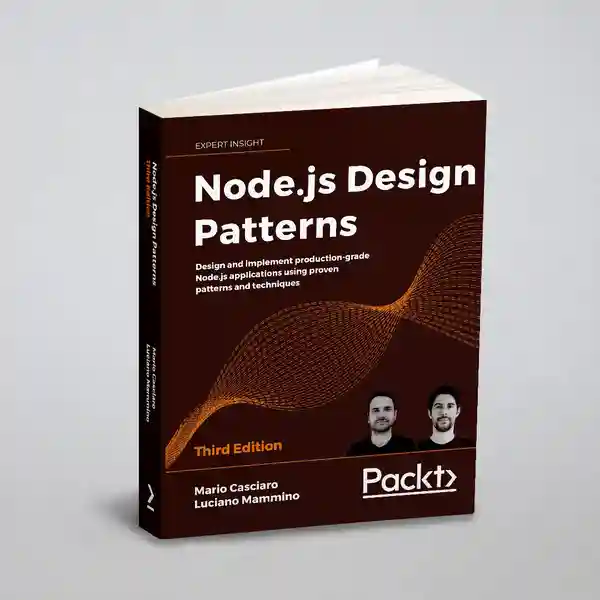 EXPERT INSIGHT
Node.js Design
Patterns
Design and implement production-grade
Node.js applications using proven
patterns and techniques
Third Edition
Mario Casciaro
Luciano Mammino
Packt>
Node.js Design Patterns
Third Edition
Mario Casciaro
Luciano Mammino